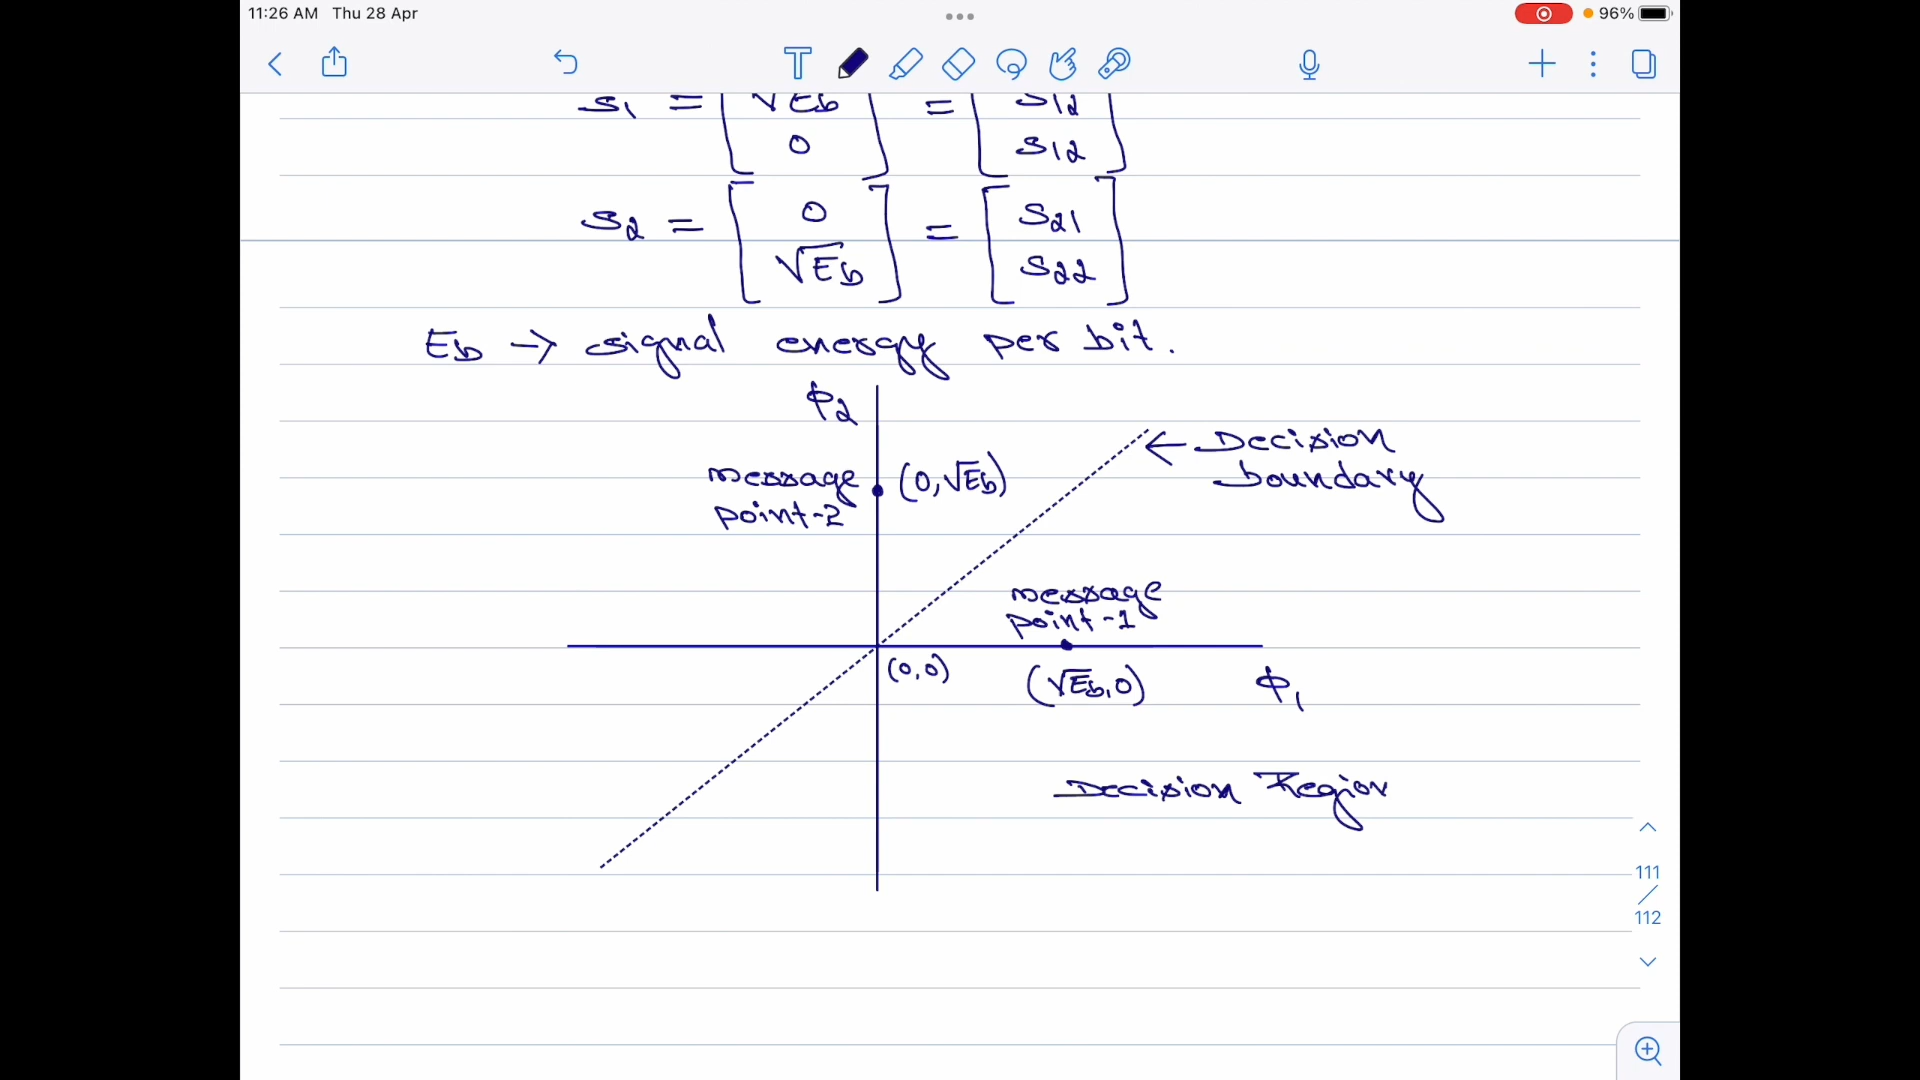 11:26 AM Thu 28 Apr
96%
T
S1 = [ √Eb = [ S12
0 ] S12 ]
S2 = [ 0 ] = [ S21 ]
√Eb S22
Eb → signal energy per bit.
ϕ2
← Decision
boundary
message (0,√Eb)
point-2
message
point-1
(0,0)
(√Eb,0)
ϕ1
Decision Region
111
112